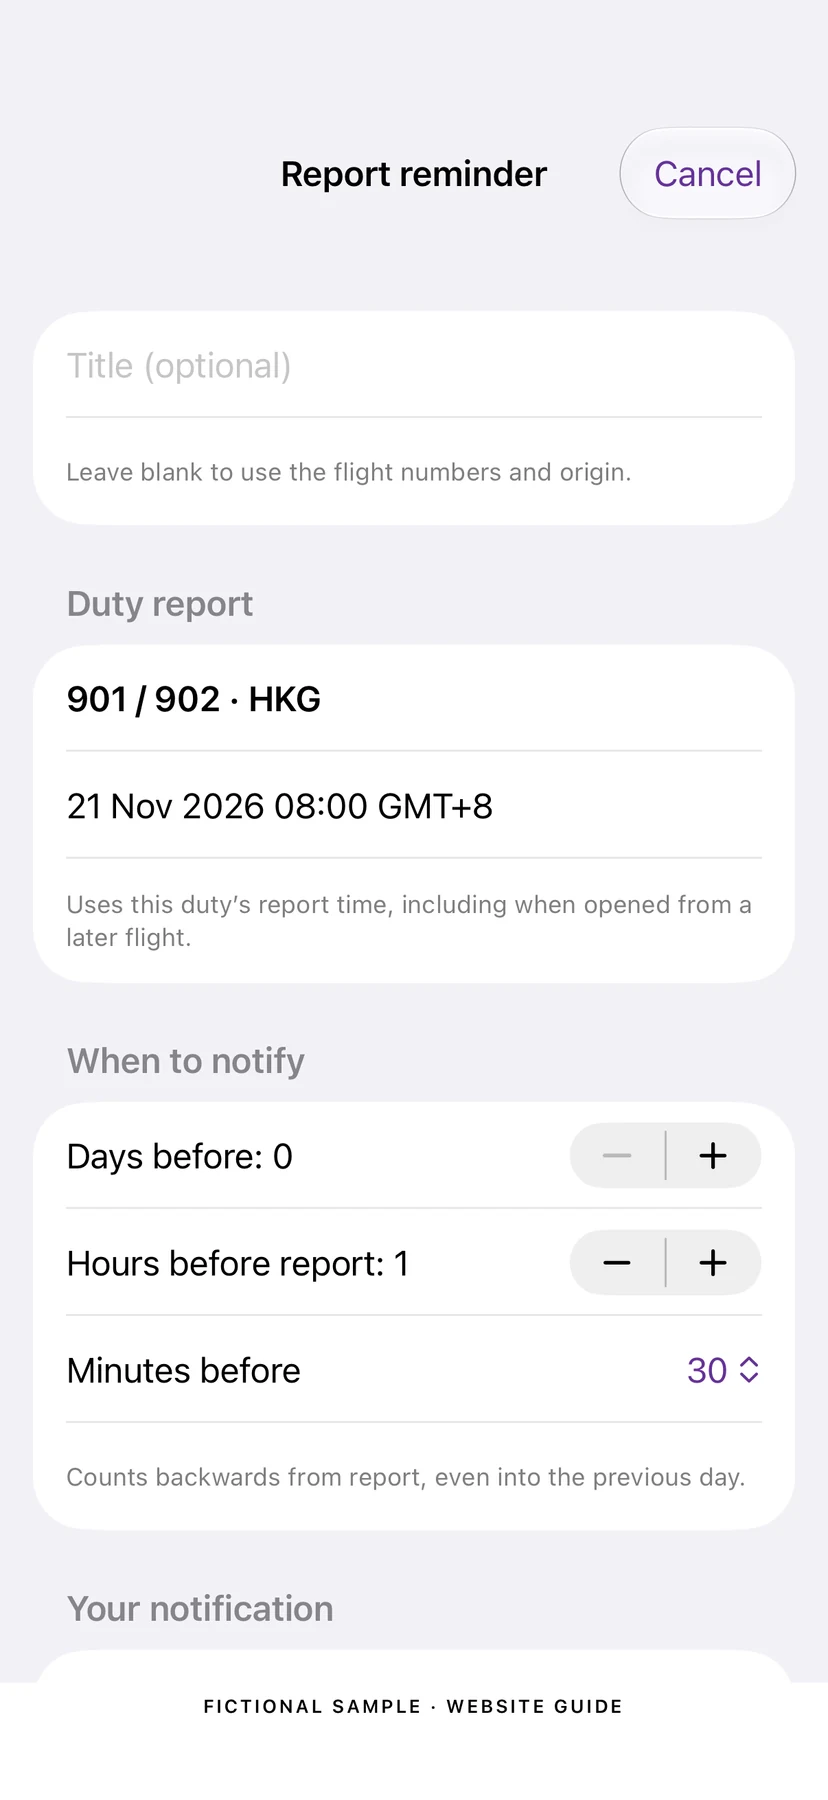 Report reminder
Cancel
Title (optional)
Leave blank to use the flight numbers and origin.
Duty report
901 / 902 · HKG
21 Nov 2026 08:00 GMT+8
Uses this duty’s report time, including when opened from a
later flight.
When to notify
Days before: 0
Hours before report: 1
Minutes before
30
Counts backwards from report, even into the previous day.
Your notification
FICTIONAL SAMPLE · WEBSITE GUIDE